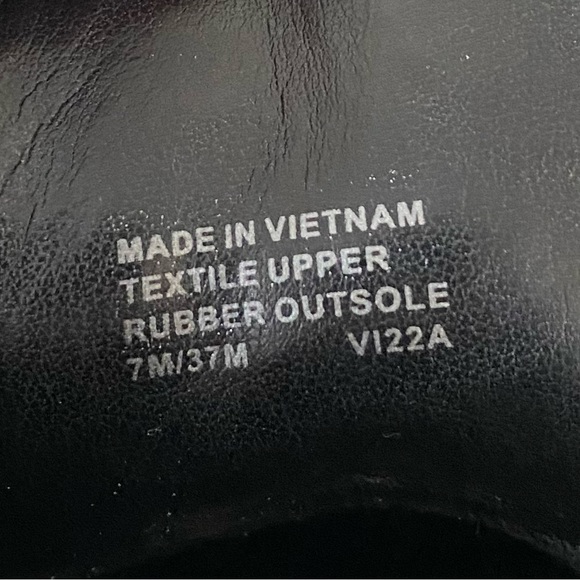 MADE IN VIETNAM
TEXTILE UPPER
RUBBER OUTSOLE
7M/37M VI22A